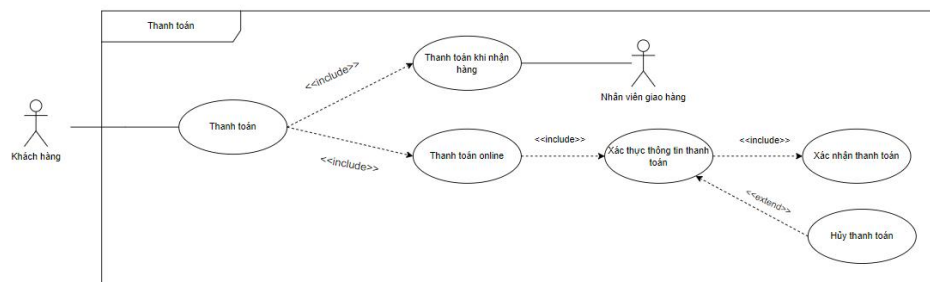 Thanh toán
Thanh toán khi nhận
hàng
<<include>>
Nhân viên giao hàng
Khách hàng
Thanh toán
<<include>>
Thanh toán online
<<include>>
Xác thực thông tin thanh
toán
<<include>>
Xác nhận thanh toán
<<extend>>
Hủy thanh toán